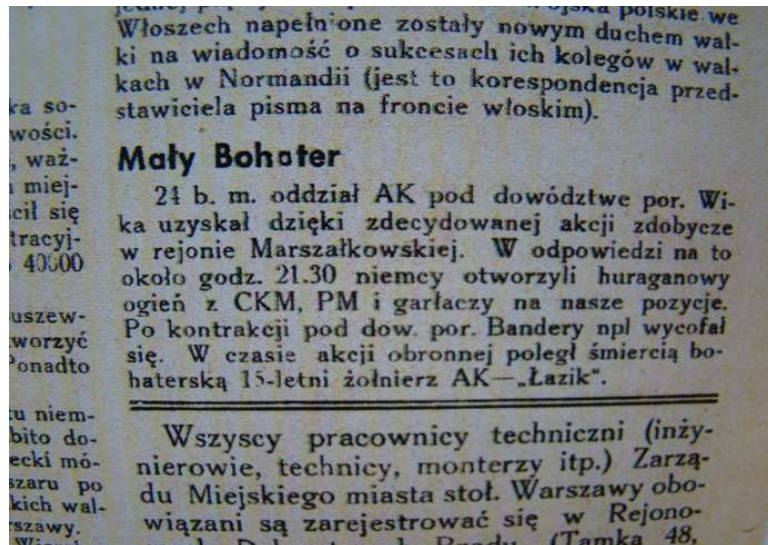 ra so-
wości.
, waż-
miej-
cił się
tracyj-
40000
uszew-
worzyć
Ponadto
u niem-
bito do-
ecki mó-
szaru po
kich wal-
rszawy.
polskie we
Włoszech napełnione zostały nowym duchem wal-
ki na wiadomość o sukcesach ich kolegów w wal-
kach w Normandii (jest to korespondencja przed-
stawiciela pisma na froncie włoskim).
Mały Bohater
24 b. m. oddział AK pod dowództwe por. Wi-
ka uzyskał dzięki zdecydowanej akcji zdobycze
w rejonie Marszałkowskiej. W odpowiedzi na to
około godz. 21.30 niemcy otworzyli huraganowy
ogień z CKM, PM i garłaczy na nasze pozycje.
Po kontrakcji pod dow. por. Bandery npl wycofał
się. W czasie akcji obronnej poległ śmiercią bo-
haterską 15-letni żołnierz AK—„Łazik".
Wszyscy pracownicy techniczni (inży-
nierowie, technicy, monterzy itp.) Zarzą-
du Miejskiego miasta stoł. Warszawy obo-
wiązani są zarejestrować się w Rejono-
(Tamka 48,